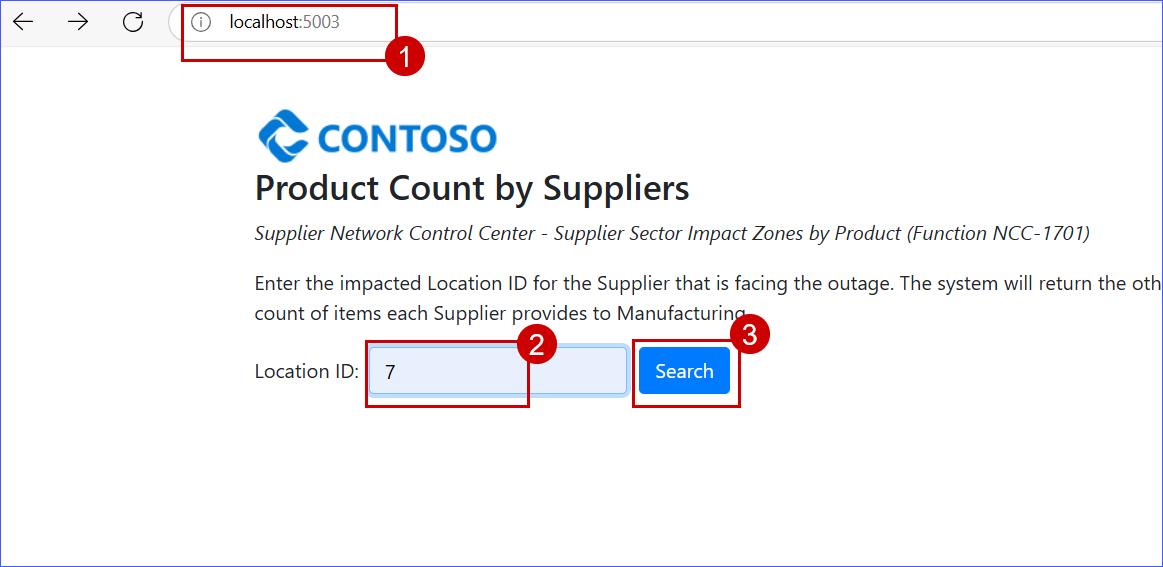 localhost:5003
1
CONTOSO
Product Count by Suppliers
Supplier Network Control Center - Supplier Sector Impact Zones by Product (Function NCC-1701)
Enter the impacted Location ID for the Supplier that is facing the outage. The system will return the oth
count of items each Supplier provides to Manufacturing.
2
3
Location ID: 7 Search